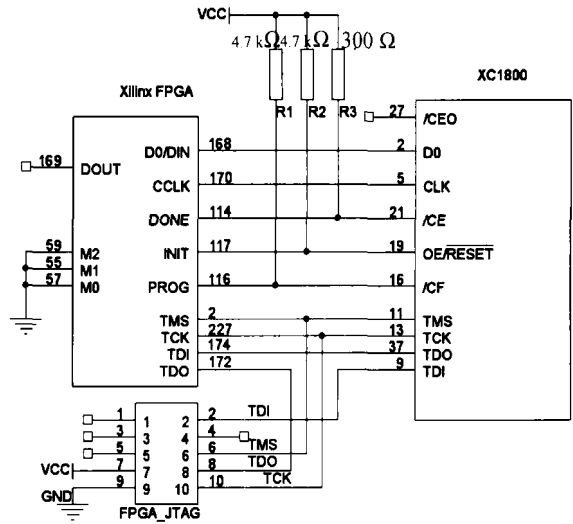 VCC
4.7 kΩ 4.7 kΩ 300 Ω
R1 R2 R3
Xilinx FPGA
XC1800
27 /CEO
169 DOUT
D0/DIN 168 2 D0
CCLK 170 5 CLK
DONE 114 21 /CE
59 M2 INIT 117 19 OE/RESET
55 M1
57 M0 PROG 116 16 /CF
TMS 2 11 TMS
TCK 227 13 TCK
TDI 174 37 TDO
TDO 172 9 TDI
1 1 2 2 TDI
3 3 4 4
5 5 6 6 TMS
VCC 7 7 8 8 TDO
GND 9 9 10 10 TCK
FPGA_JTAG